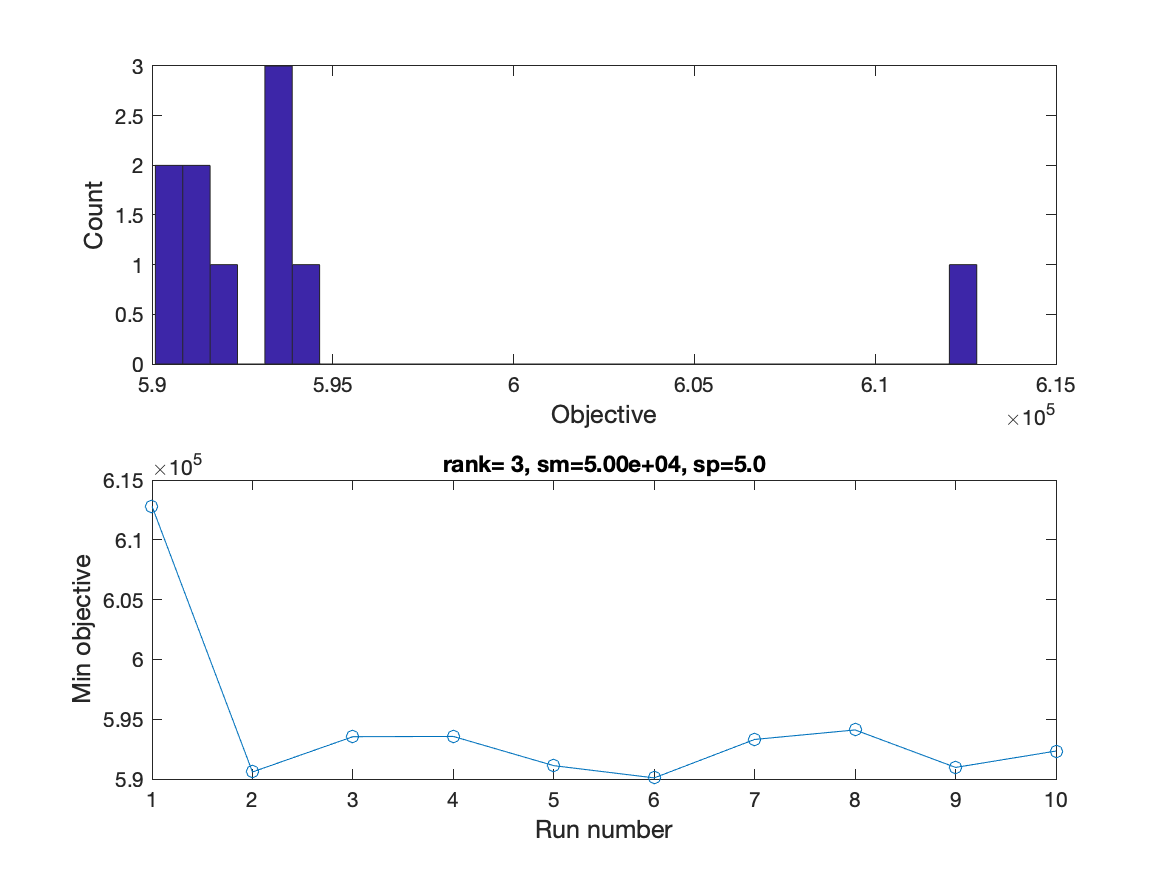 3
2.5
2
1.5
1
0.5
0
Count
5.9 5.95 6 6.05 6.1 6.15
Objective
×10^5
rank= 3, sm=5.00e+04, sp=5.0
×10^5
6.15
6.1
6.05
6
5.95
5.9
Min objective
1 2 3 4 5 6 7 8 9 10
Run number